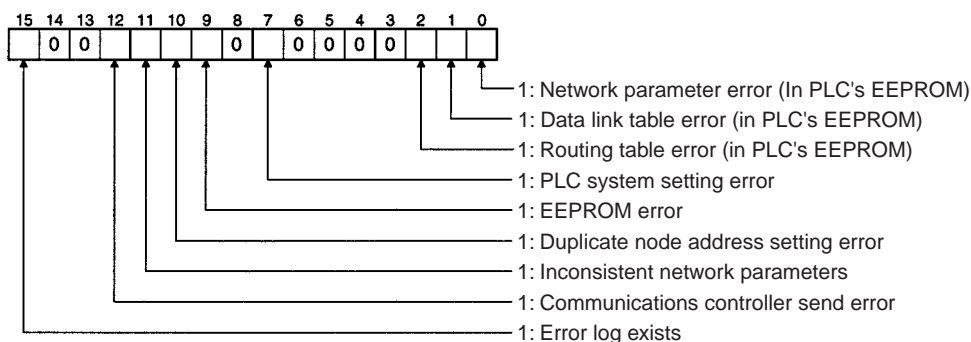 15 14 13 12 11 10 9 8 7 6 5 4 3 2 1 0
0 0 0 0 0 0 0
1: Network parameter error (In PLC's EEPROM)
1: Data link table error (in PLC's EEPROM)
1: Routing table error (in PLC's EEPROM)
1: PLC system setting error
1: EEPROM error
1: Duplicate node address setting error
1: Inconsistent network parameters
1: Communications controller send error
1: Error log exists